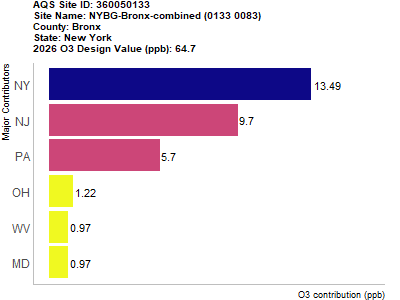 AQS Site ID: 360050133
Site Name: NYBG-Bronx-combined (0133 0083)
County: Bronx
State: New York
2026 O3 Design Value (ppb): 64.7
Major Contributors
NY 13.49
NJ 9.7
PA 5.7
OH 1.22
WV 0.97
MD 0.97
O3 contribution (ppb)